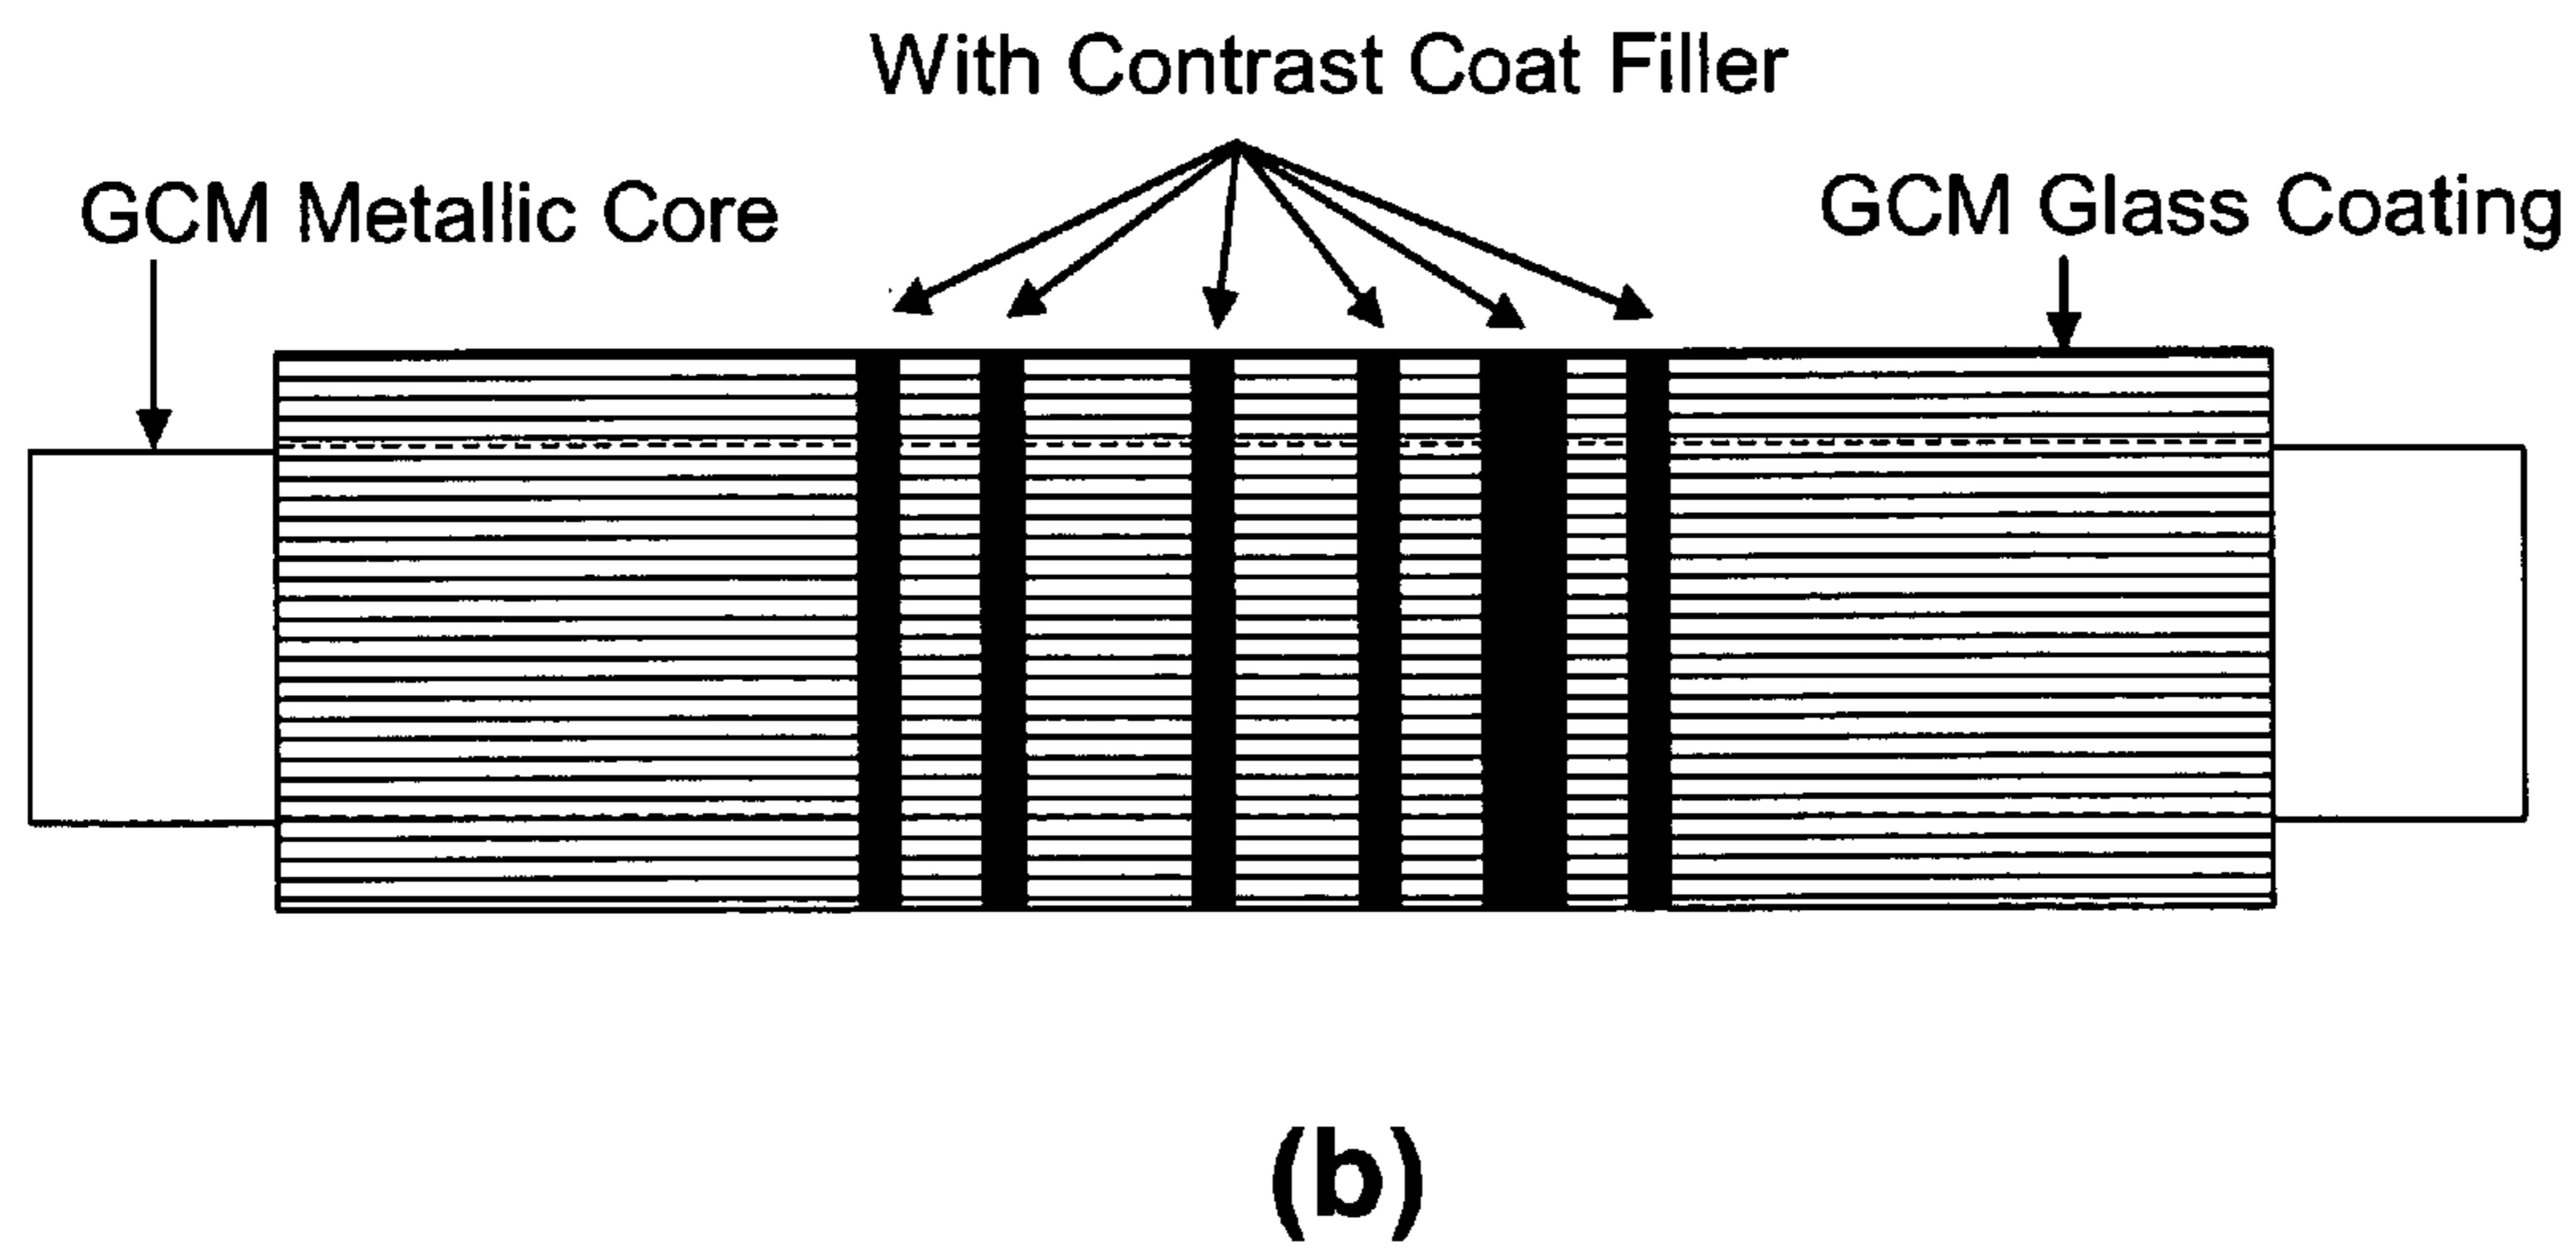 With Contrast Coat Filler
GCM Metallic Core
GCM Glass Coating
(b)